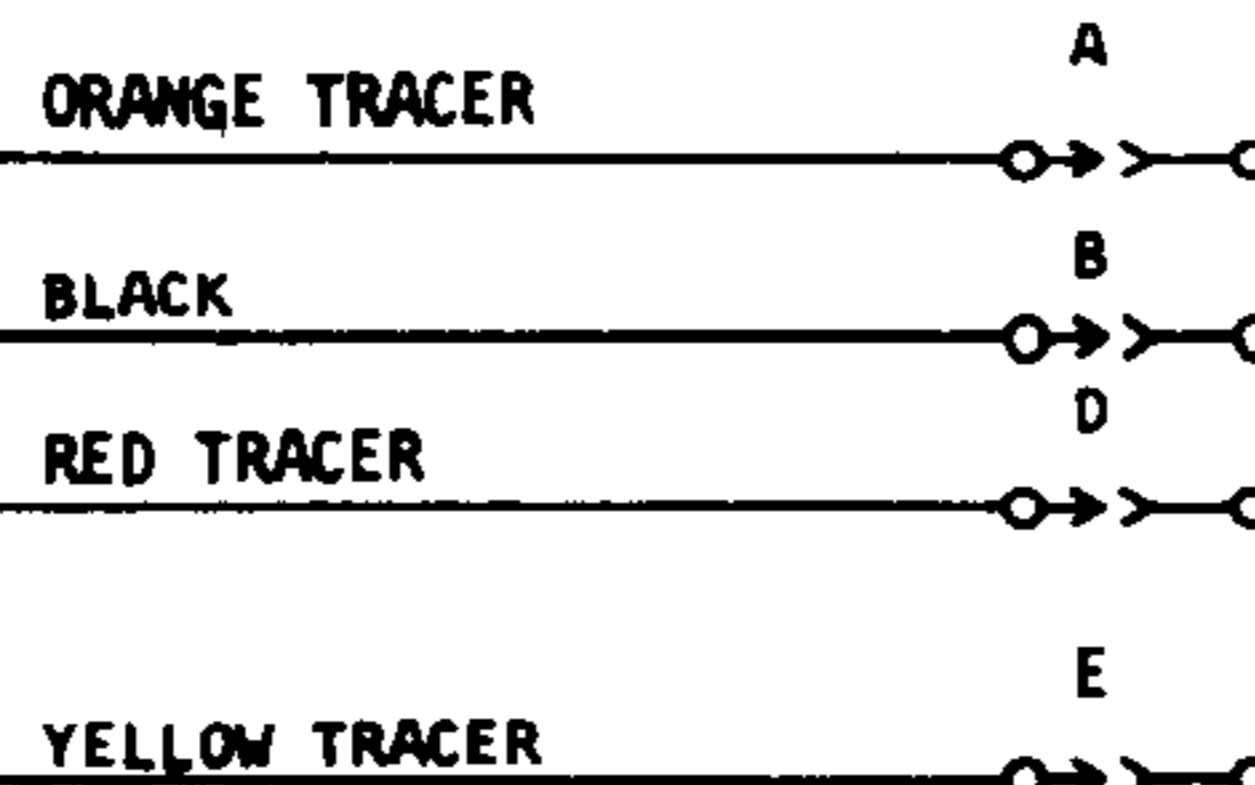 A
ORANGE TRACER
B
BLACK
D
RED TRACER
E
YELLOW TRACER